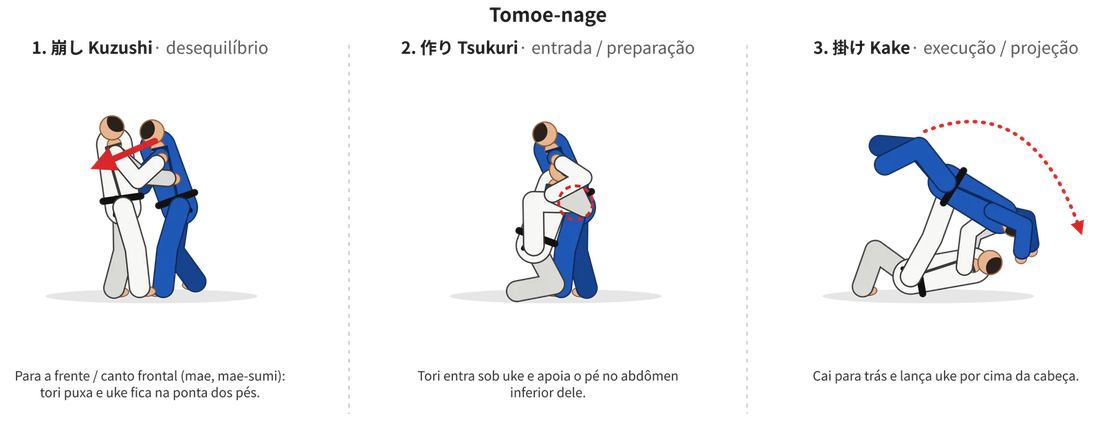 Tomoe-nage
1. 崩し Kuzushi · desequilíbrio
2. 作り Tsukuri · entrada / preparação
3. 掛け Kake · execução / projeção
Para a frente / canto frontal (mae, mae-sumi):
tori puxa e uke fica na ponta dos pés.
Tori entra sob uke e apoia o pé no abdômen
inferior dele.
Cai para trás e lança uke por cima da cabeça.